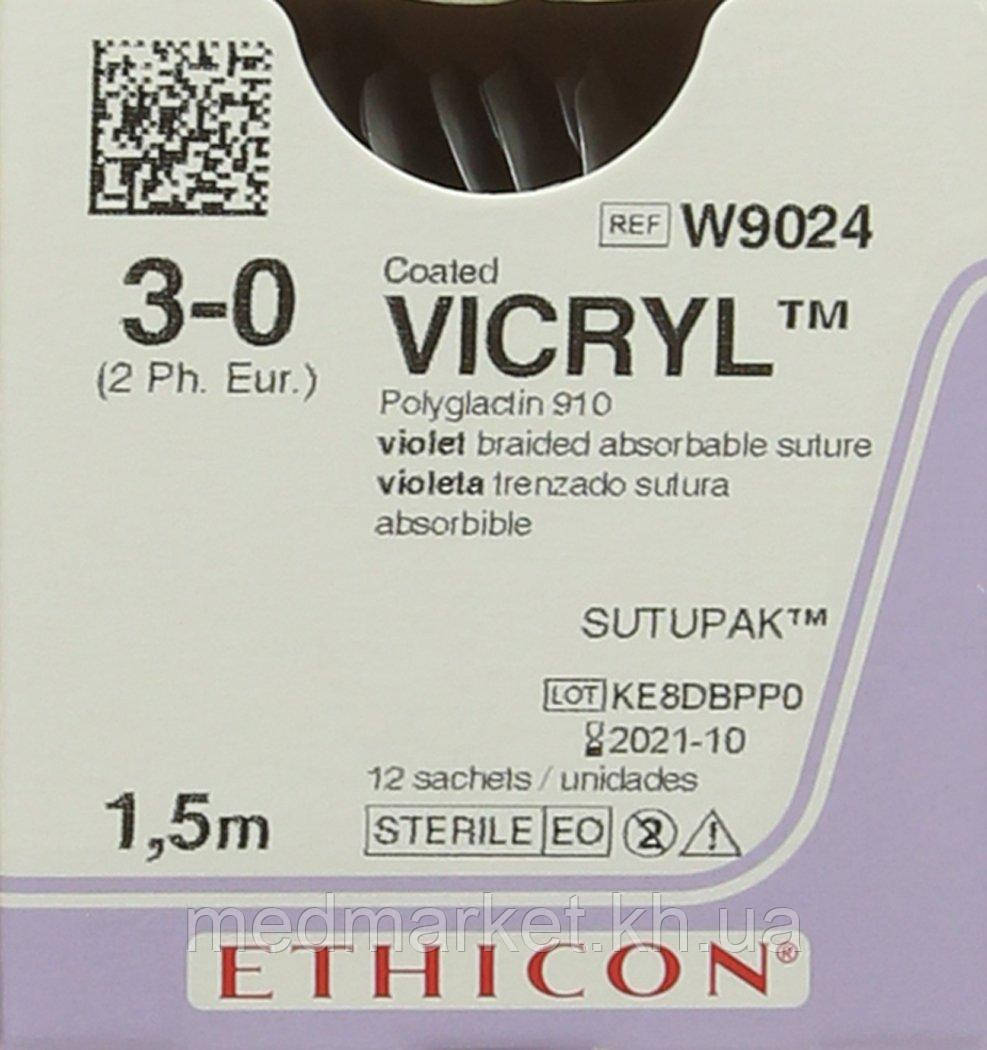 REF W9024
3-0
(2 Ph. Eur.)
Coated
VICRYL™
Polyglactin 910
violet braided absorbable suture
violeta trenzado sutura
absorbible
SUTUPAK™
LOT KE8DBPP0
2021-10
12 sachets / unidades
1,5m
STERILE EO 2
medmarket.kh.ua
ETHICON®